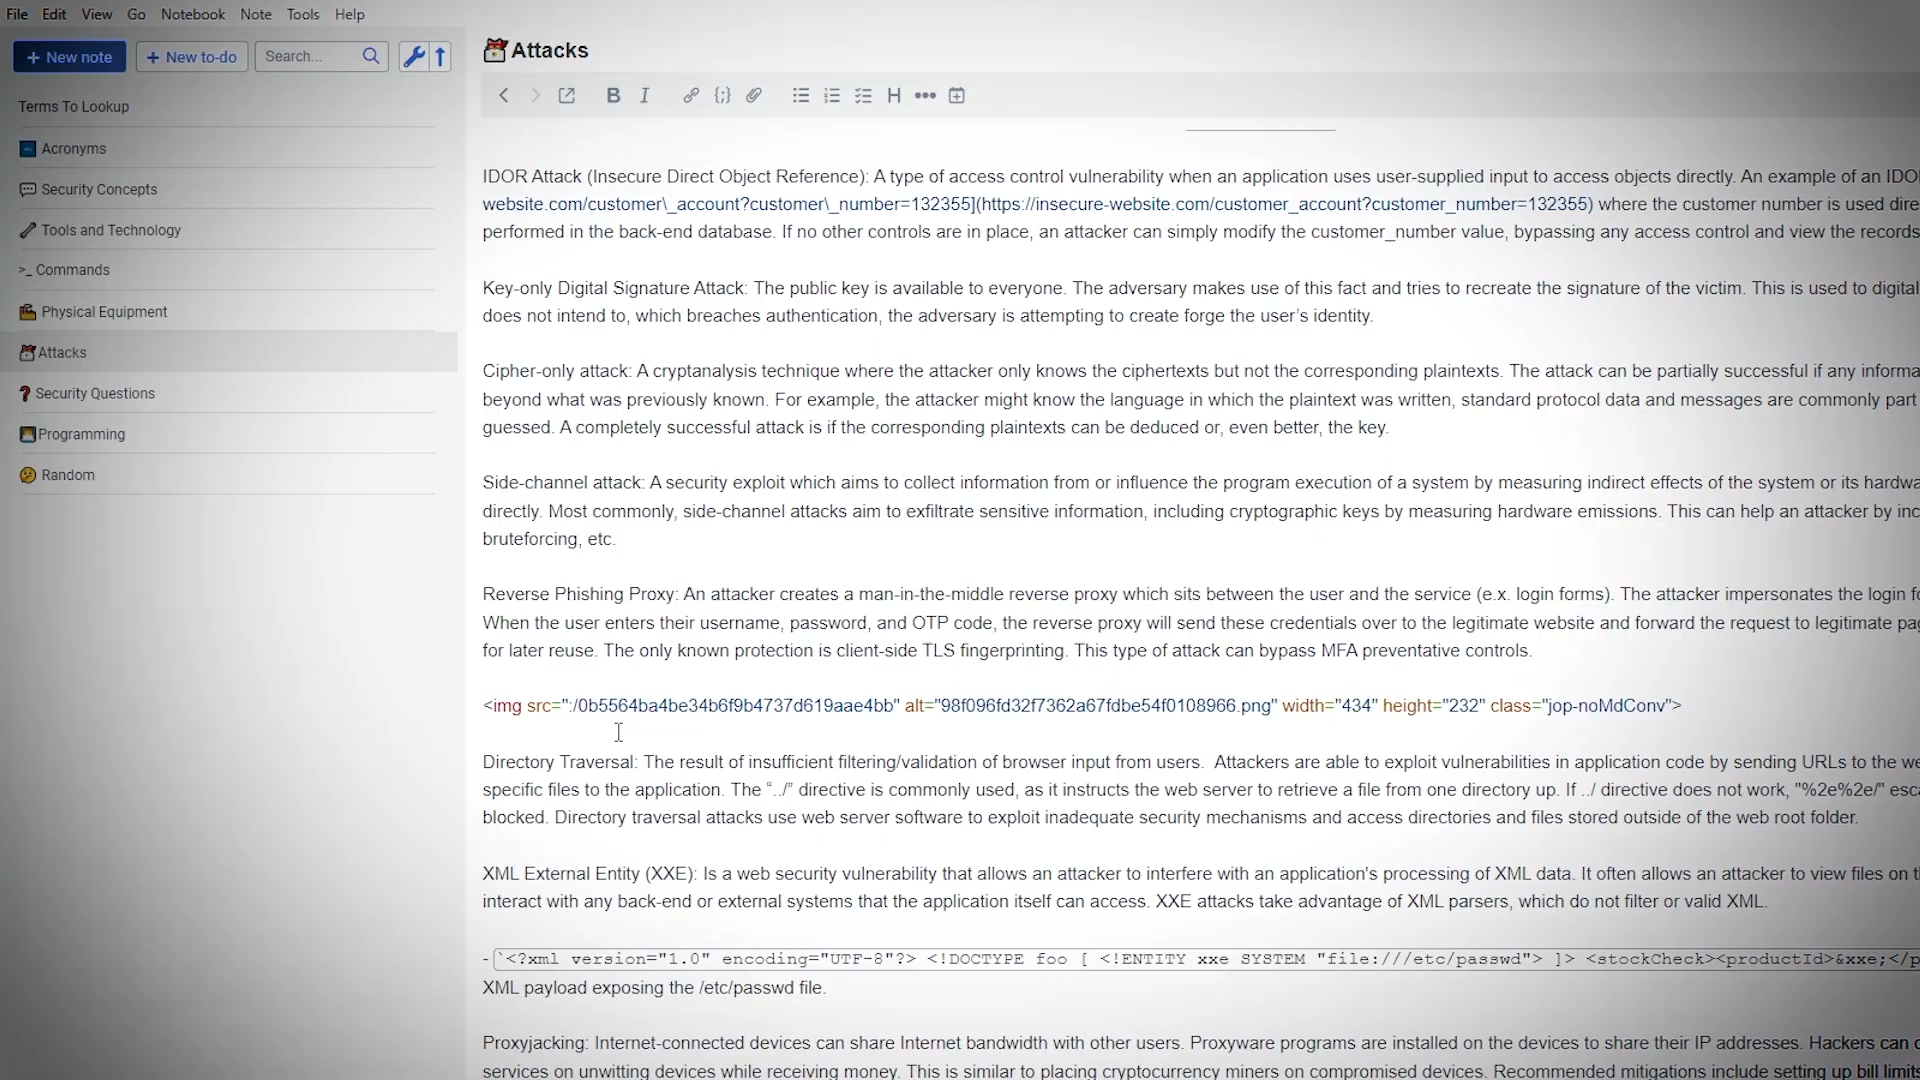 File Edit View Go Notebook Note Tools Help
+ New note
+ New to-do
Search...
Terms To Lookup
Acronyms
Security Concepts
Tools and Technology
>_ Commands
Physical Equipment
Attacks
Security Questions
Programming
Random
Attacks
IDOR Attack (Insecure Direct Object Reference): A type of access control vulnerability when an application uses user-supplied input to access objects directly. An example of an IDO
website.com/customer\_account?customer\_number=132355](https://insecure-website.com/customer_account?customer_number=132355) where the customer number is used dire
performed in the back-end database. If no other controls are in place, an attacker can simply modify the customer_number value, bypassing any access control and view the records
Key-only Digital Signature Attack: The public key is available to everyone. The adversary makes use of this fact and tries to recreate the signature of the victim. This is used to digital
does not intend to, which breaches authentication, the adversary is attempting to create forge the user’s identity.
Cipher-only attack: A cryptanalysis technique where the attacker only knows the ciphertexts but not the corresponding plaintexts. The attack can be partially successful if any informa
beyond what was previously known. For example, the attacker might know the language in which the plaintext was written, standard protocol data and messages are commonly part
guessed. A completely successful attack is if the corresponding plaintexts can be deduced or, even better, the key.
Side-channel attack: A security exploit which aims to collect information from or influence the program execution of a system by measuring indirect effects of the system or its hardwa
directly. Most commonly, side-channel attacks aim to exfiltrate sensitive information, including cryptographic keys by measuring hardware emissions. This can help an attacker by inc
bruteforcing, etc.
Reverse Phishing Proxy: An attacker creates a man-in-the-middle reverse proxy which sits between the user and the service (e.x. login forms). The attacker impersonates the login fo
When the user enters their username, password, and OTP code, the reverse proxy will send these credentials over to the legitimate website and forward the request to legitimate pag
for later reuse. The only known protection is client-side TLS fingerprinting. This type of attack can bypass MFA preventative controls.
<img src=":/0b5564ba4be34b6f9b4737d619aae4bb" alt="98f096fd32f7362a67fdbe54f0108966.png" width="434" height="232" class="jop-noMdConv">
Directory Traversal: The result of insufficient filtering/validation of browser input from users.  Attackers are able to exploit vulnerabilities in application code by sending URLs to the we
specific files to the application. The “../” directive is commonly used, as it instructs the web server to retrieve a file from one directory up. If ../ directive does not work, "%2e%2e/" esca
blocked. Directory traversal attacks use web server software to exploit inadequate security mechanisms and access directories and files stored outside of the web root folder.
XML External Entity (XXE): Is a web security vulnerability that allows an attacker to interfere with an application's processing of XML data. It often allows an attacker to view files on t
interact with any back-end or external systems that the application itself can access. XXE attacks take advantage of XML parsers, which do not filter or valid XML.
- `<?xml version="1.0" encoding="UTF-8"?> <!DOCTYPE foo [ <!ENTITY xxe SYSTEM "file:///etc/passwd"> ]> <stockCheck><productId>&xxe;</p
XML payload exposing the /etc/passwd file.
Proxyjacking: Internet-connected devices can share Internet bandwidth with other users. Proxyware programs are installed on the devices to share their IP addresses. Hackers can c
services on unwitting devices while receiving money. This is similar to placing cryptocurrency miners on compromised devices. Recommended mitigations include setting up bill limits